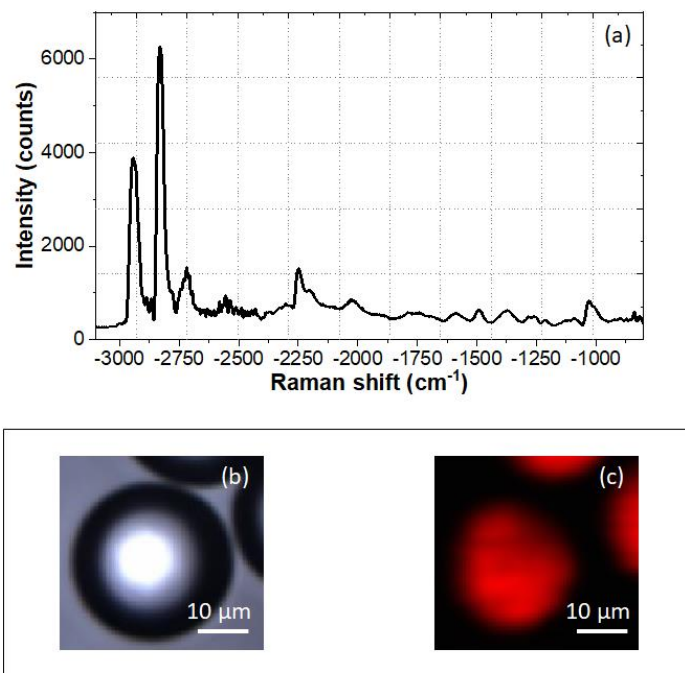 (a)
Intensity (counts)
6000
4000
2000
0
-3000 -2750 -2500 -2250 -2000 -1750 -1500 -1250 -1000
Raman shift (cm⁻¹)
(b)
10 µm
(c)
10 µm